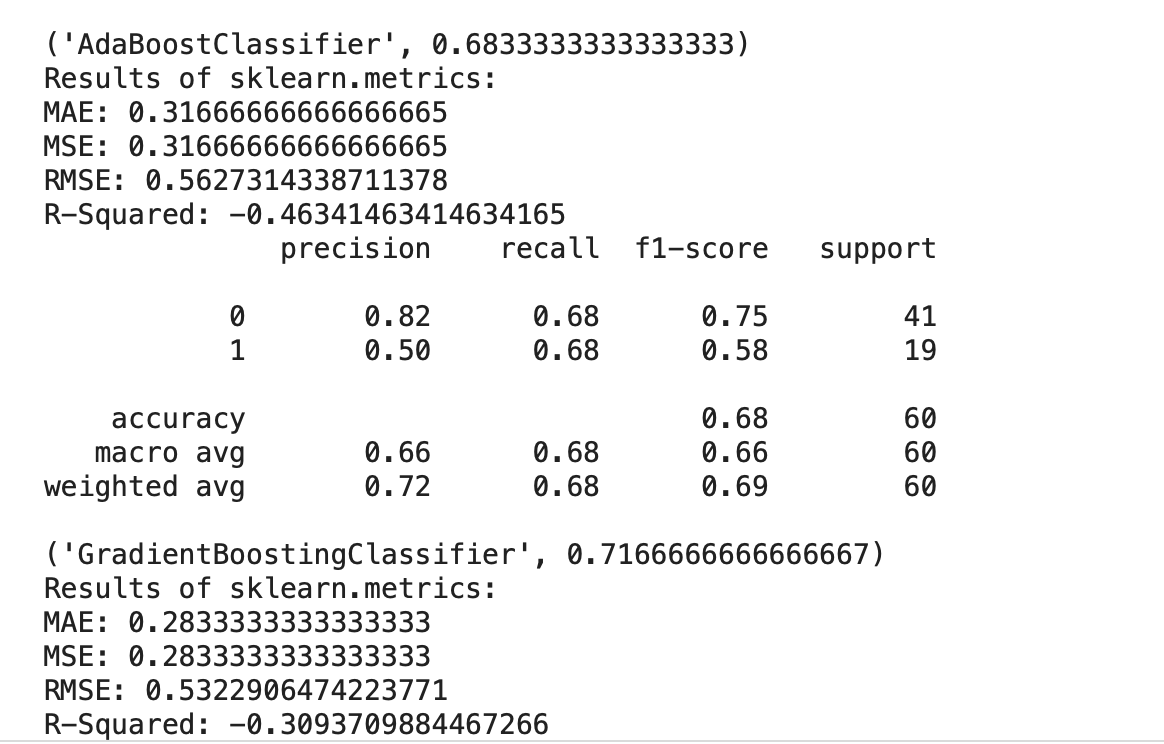 ('AdaBoostClassifier', 0.6833333333333333)
Results of sklearn.metrics:
MAE: 0.31666666666666665
MSE: 0.31666666666666665
RMSE: 0.5627314338711378
R-Squared: -0.46341463414634165
precision recall f1-score support
0 0.82 0.68 0.75 41
1 0.50 0.68 0.58 19
accuracy 0.68 60
macro avg 0.66 0.68 0.66 60
weighted avg 0.72 0.68 0.69 60
('GradientBoostingClassifier', 0.7166666666666667)
Results of sklearn.metrics:
MAE: 0.2833333333333333
MSE: 0.2833333333333333
RMSE: 0.5322906474223771
R-Squared: -0.3093709884467266